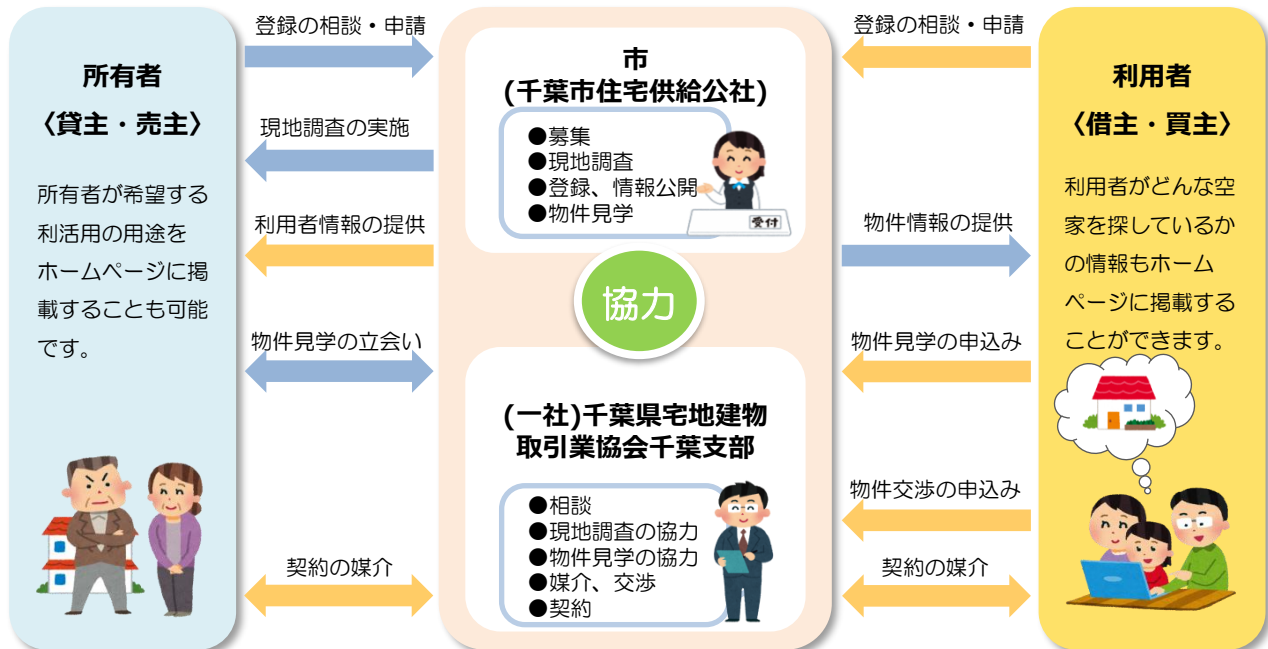 所有者
〈貸主・売主〉
所有者が希望する
利活用の用途を
ホームページに掲
載することも可能
です。
登録の相談・申請
現地調査の実施
利用者情報の提供
物件見学の立会い
契約の媒介
市
(千葉市住宅供給公社)
●募集
●現地調査
●登録、情報公開
●物件見学
受付
協力
(一社)千葉県宅地建物
取引業協会千葉支部
●相談
●現地調査の協力
●物件見学の協力
●媒介、交渉
●契約
登録の相談・申請
物件情報の提供
物件見学の申込み
物件交渉の申込み
契約の媒介
利用者
〈借主・買主〉
利用者がどんな空
家を探しているか
の情報もホーム
ページに掲載する
ことができます。